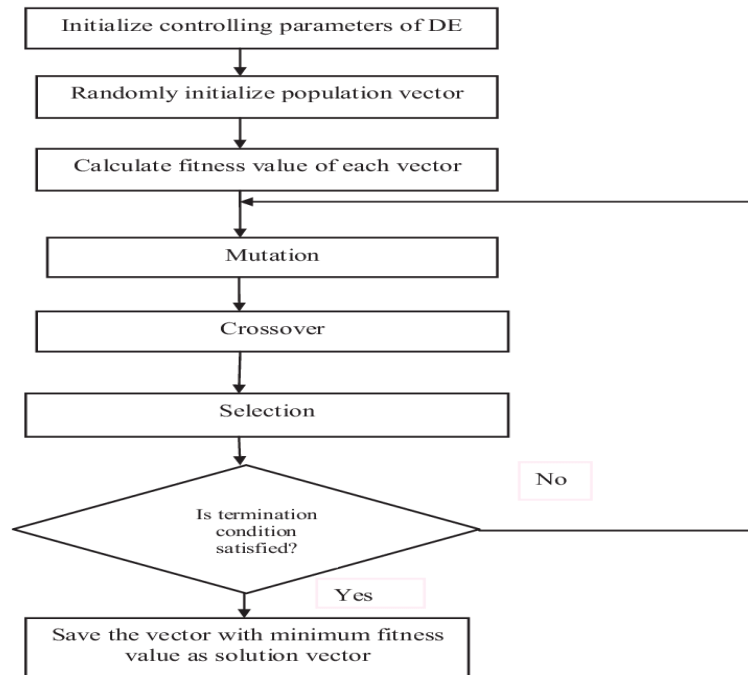 Initialize controlling parameters of DE
Randomly initialize population vector
Calculate fitness value of each vector
Mutation
Crossover
Selection
No
Is termination
condition
satisfied?
Yes
Save the vector with minimum fitness
value as solution vector